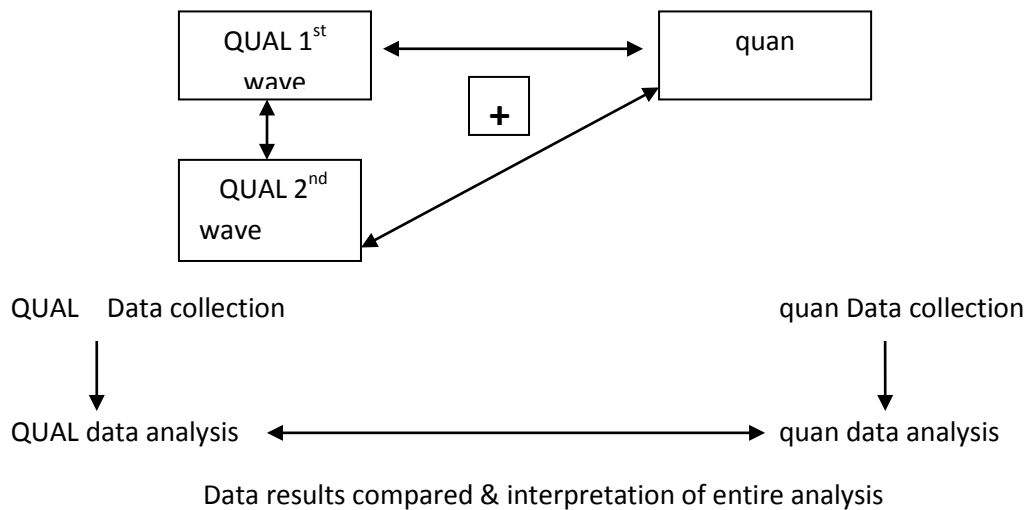 QUAL 1st
wave
quan
+
QUAL 2nd
wave
QUAL Data collection
quan Data collection
QUAL data analysis
quan data analysis
Data results compared & interpretation of entire analysis